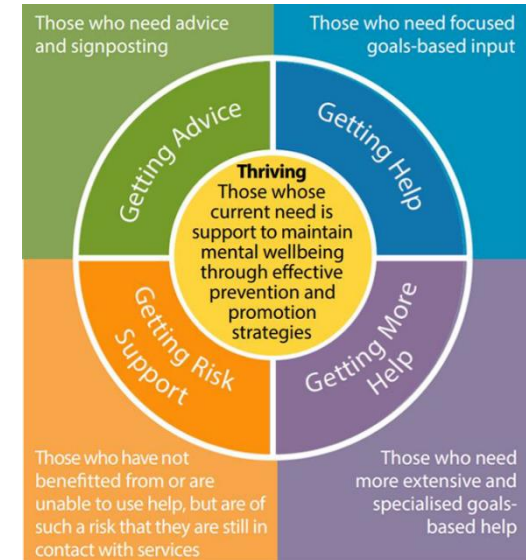 Those who need advice
and signposting
Those who need focused
goals-based input
Getting Advice
Getting Help
Thriving
Those whose
current need is
support to maintain
mental wellbeing
through effective
prevention and
promotion
strategies
Getting Risk
Support
Getting More
Help
Those who have not
benefitted from or are
unable to use help, but are of
such a risk that they are still in
contact with services
Those who need
more extensive and
specialised goals-
based help